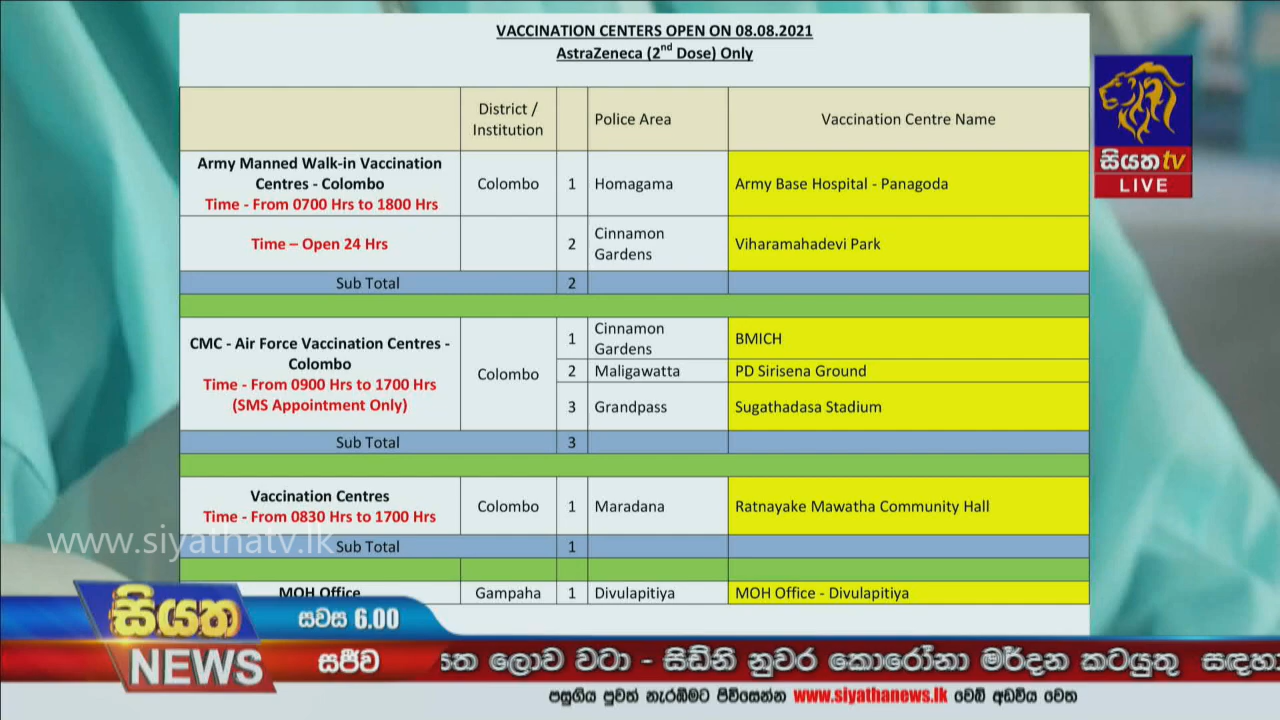 VACCINATION CENTERS OPEN ON 08.08.2021
AstraZeneca (2nd Dose) Only
District / Institution Police Area Vaccination Centre Name
Army Manned Walk-in Vaccination
Centres - Colombo
Time - From 0700 Hrs to 1800 Hrs
Colombo 1 Homagama Army Base Hospital - Panagoda
Time – Open 24 Hrs 2 Cinnamon Gardens Viharamahadevi Park
Sub Total 2
CMC - Air Force Vaccination Centres -
Colombo
Time - From 0900 Hrs to 1700 Hrs
(SMS Appointment Only)
Colombo
1 Cinnamon Gardens BMICH
2 Maligawatta PD Sirisena Ground
3 Grandpass Sugathadasa Stadium
Sub Total 3
Vaccination Centres
Time - From 0830 Hrs to 1700 Hrs
Colombo 1 Maradana Ratnayake Mawatha Community Hall
Sub Total 1
MOH Office Gampaha 1 Divulapitiya MOH Office - Divulapitiya
සියත tv
LIVE
www.siyathatv.lk
සියත
NEWS
සවස 6.00
සජීව
ලොව වටා - සිඩ්නි නුවර කොරෝනා මර්දන කටයුතු සඳහා
පසුගිය පුවත් නැරඹීමට පිවිසෙන්න www.siyathanews.lk වෙබ් අඩවිය වෙත